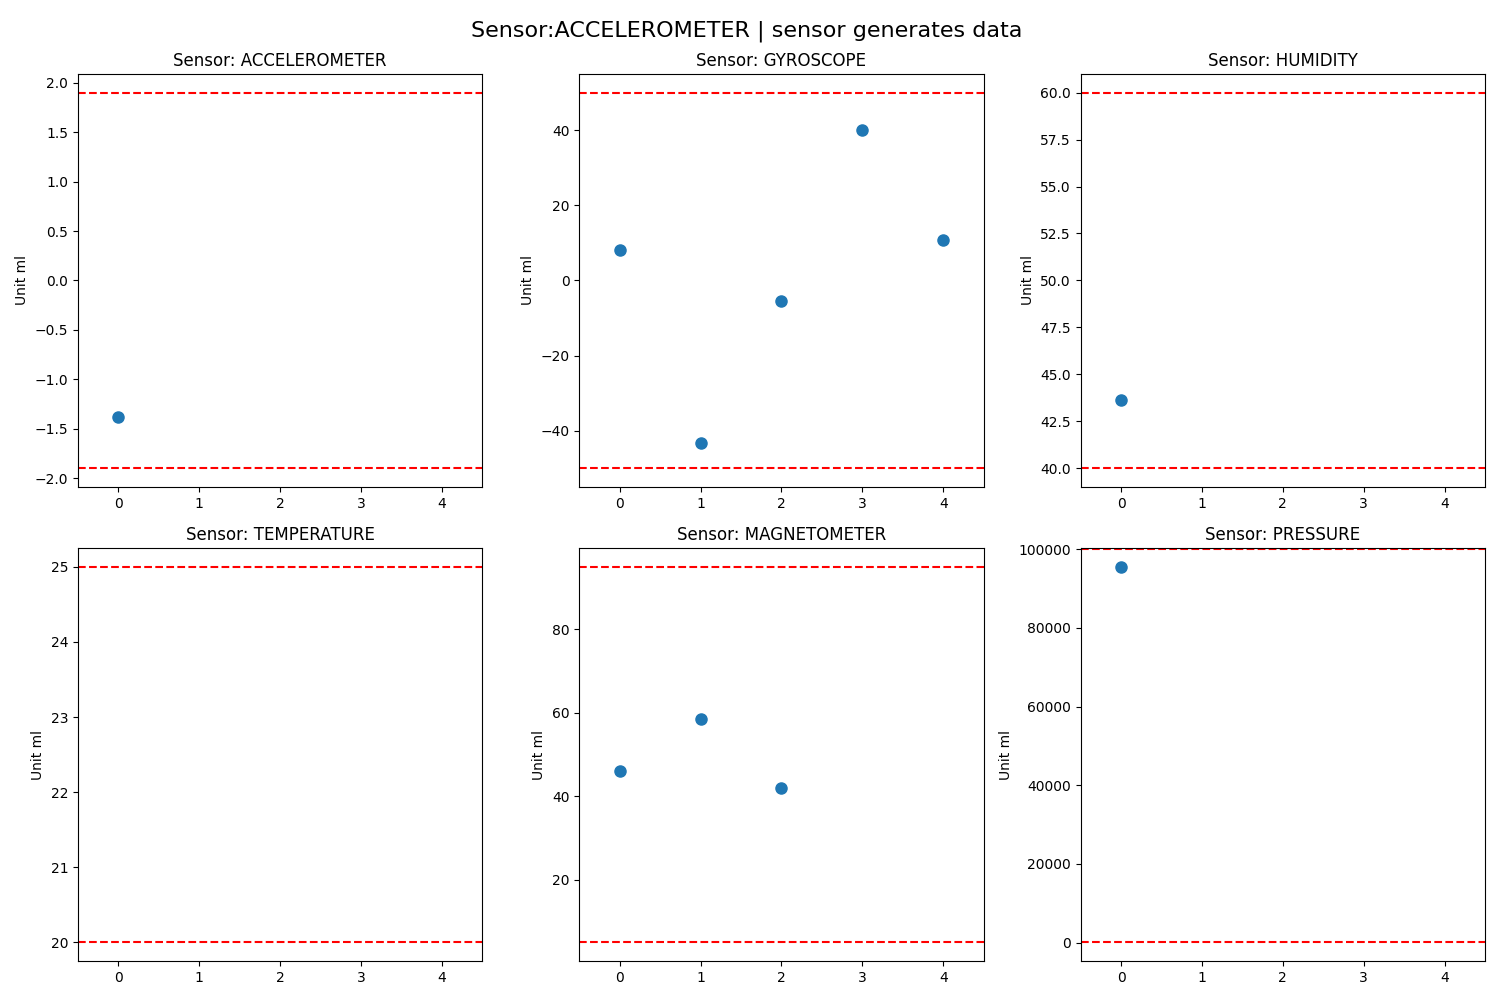 Sensor:ACCELEROMETER | sensor generates data
Sensor: ACCELEROMETER
Unit ml
2.0
1.5
1.0
0.5
0.0
−0.5
−1.0
−1.5
−2.0
0 1 2 3 4
Sensor: GYROSCOPE
Unit ml
40
20
0
−20
−40
0 1 2 3 4
Sensor: HUMIDITY
Unit ml
60.0
57.5
55.0
52.5
50.0
47.5
45.0
42.5
40.0
0 1 2 3 4
Sensor: TEMPERATURE
Unit ml
25
24
23
22
21
20
0 1 2 3 4
Sensor: MAGNETOMETER
Unit ml
80
60
40
20
0 1 2 3 4
Sensor: PRESSURE
Unit ml
100000
80000
60000
40000
20000
0
0 1 2 3 4